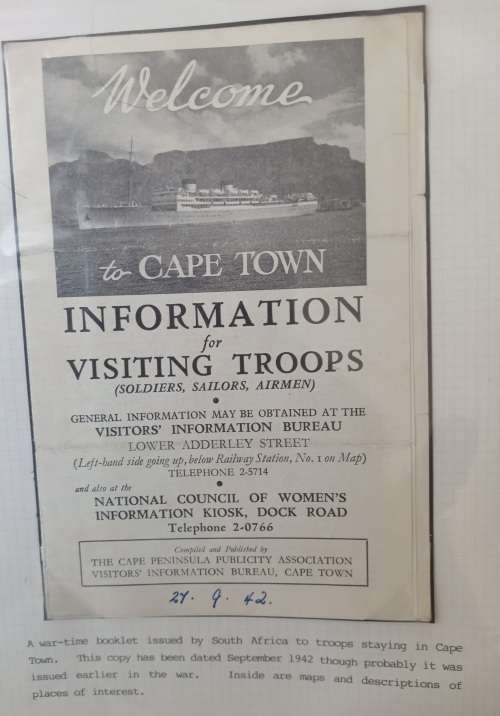 Welcome
to CAPE TOWN
INFORMATION
for
VISITING TROOPS
(SOLDIERS, SAILORS, AIRMEN)
•
GENERAL INFORMATION MAY BE OBTAINED AT THE
VISITORS' INFORMATION BUREAU
LOWER ADDERLEY STREET
(Left-hand side going up, below Railway Station, No. 1 on Map)
TELEPHONE 2-5714
•
and also at the
NATIONAL COUNCIL OF WOMEN'S
INFORMATION KIOSK, DOCK ROAD
Telephone 2-0766
Compiled and Published by
THE CAPE PENINSULA PUBLICITY ASSOCIATION
VISITORS' INFORMATION BUREAU, CAPE TOWN
27. 9. 42.
A war-time booklet issued by South Africa to troops staying in Cape
Town. This copy has been dated September 1942 though probably it was
issued earlier in the war. Inside are maps and descriptions of
places of interest.